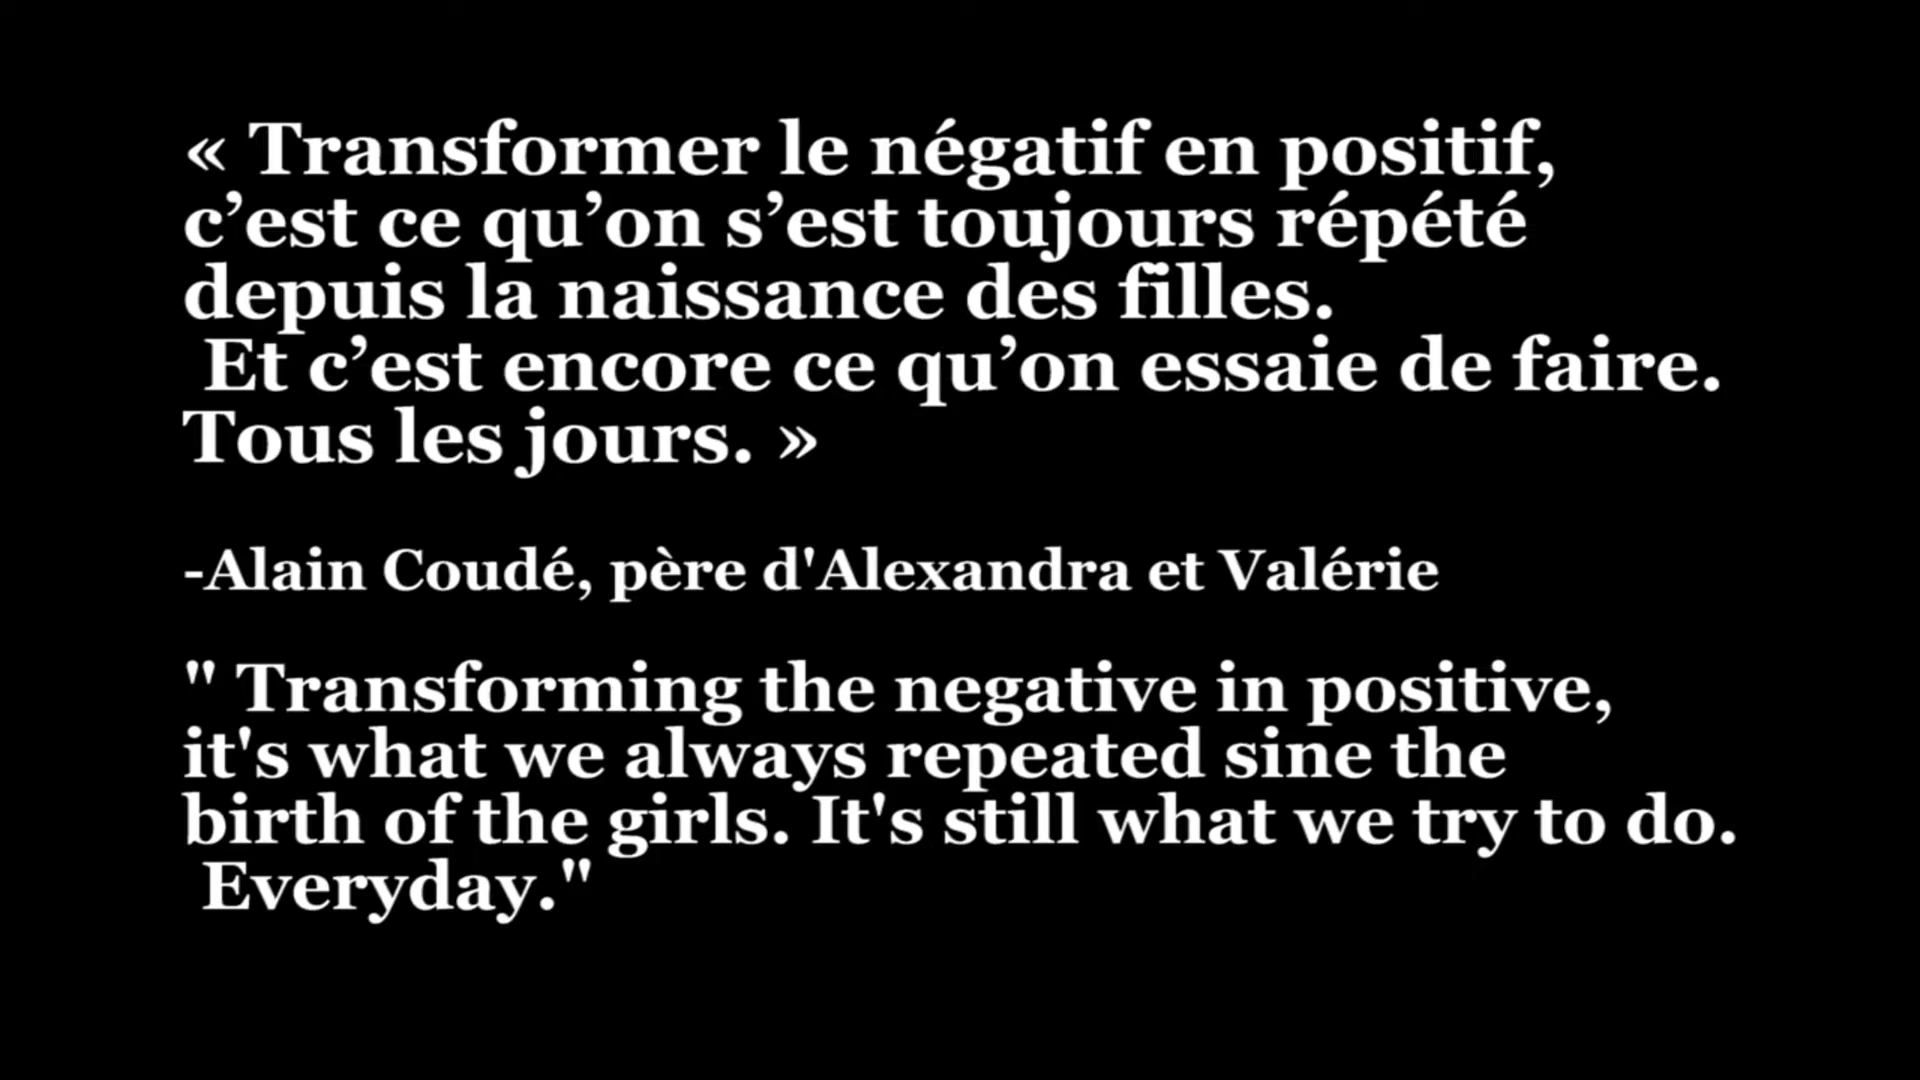 « Transformer le négatif en positif,
c’est ce qu’on s’est toujours répété
depuis la naissance des filles.
Et c’est encore ce qu’on essaie de faire.
Tous les jours. »
-Alain Coudé, père d'Alexandra et Valérie
" Transforming the negative in positive,
it's what we always repeated sine the
birth of the girls. It's still what we try to do.
Everyday."